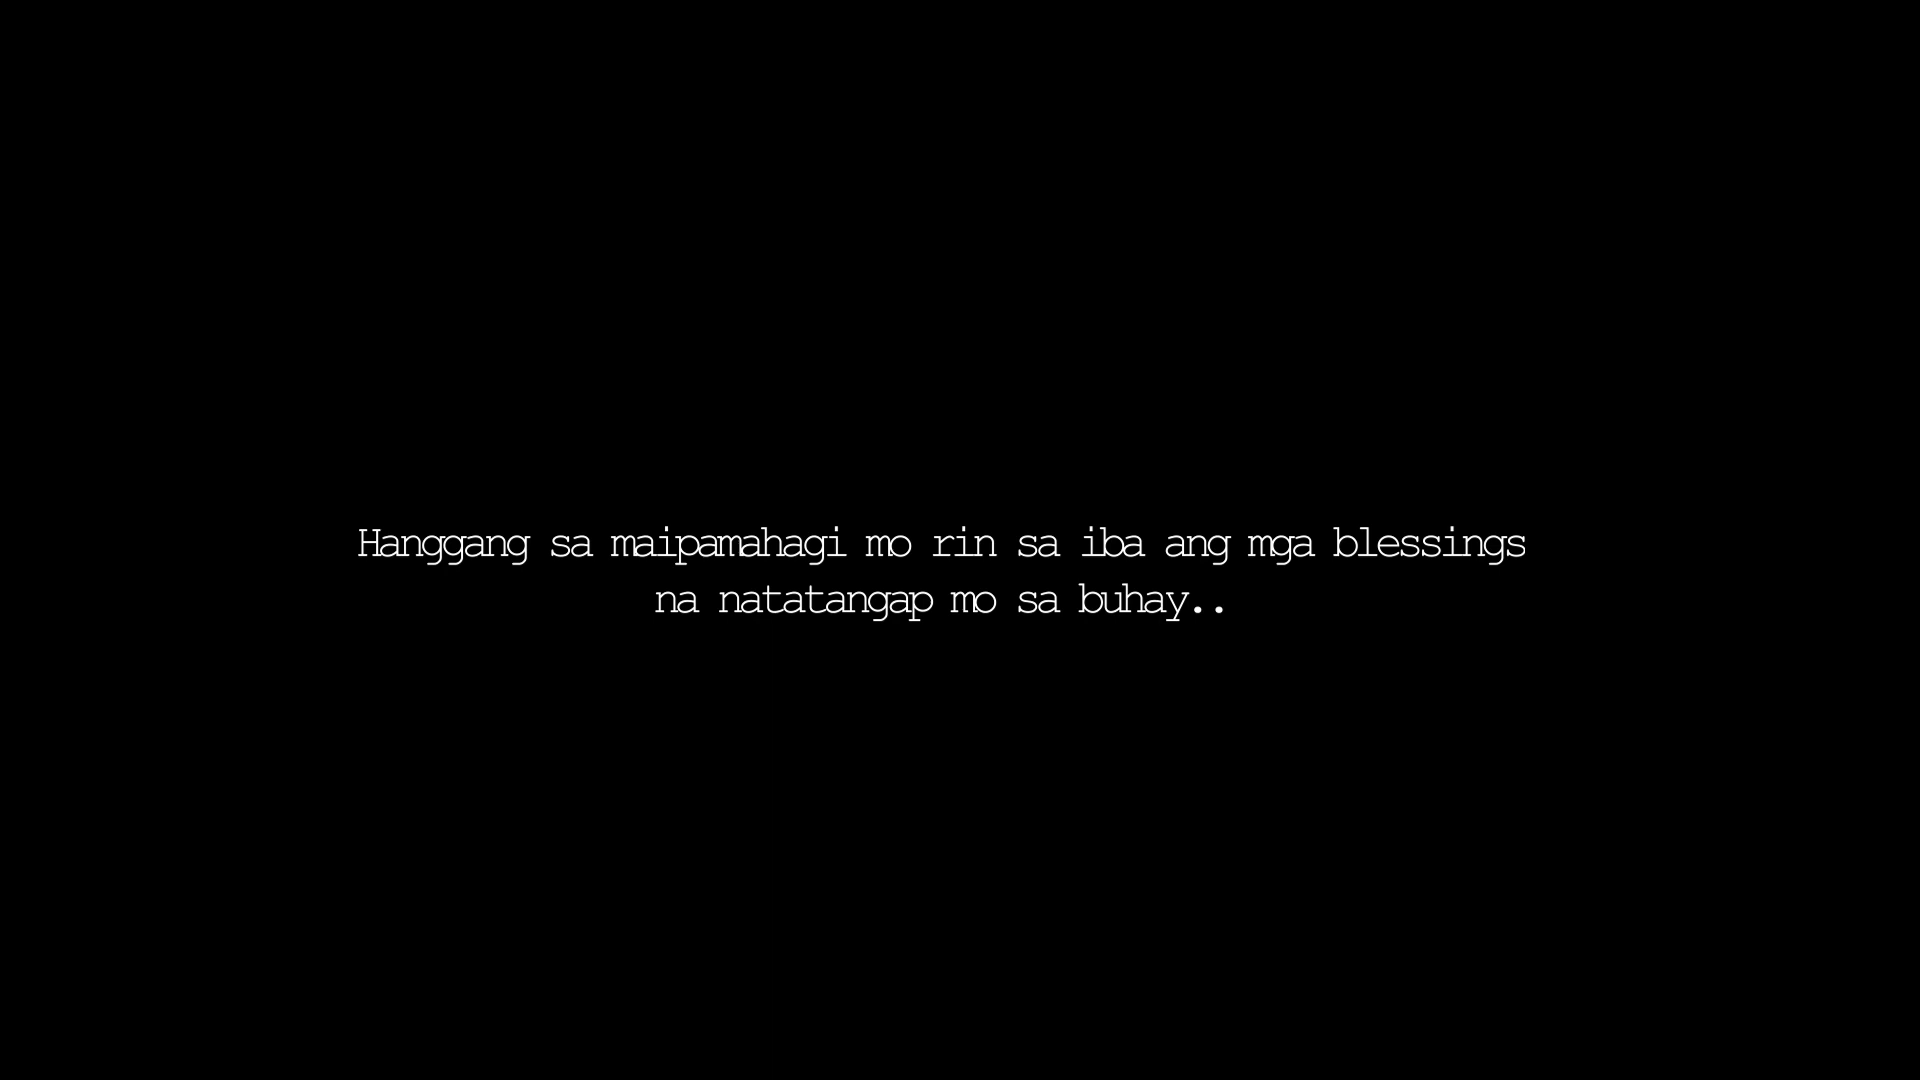 Hanggang sa maipamahagi mo rin sa iba ang mga blessings
na natatangap mo sa buhay..